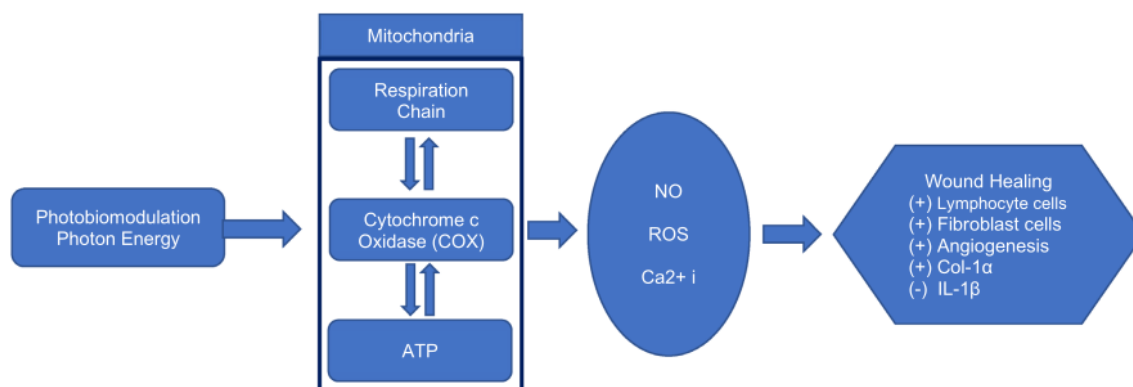 Mitochondria
Respiration
Chain
Photobiomodulation
Photon Energy
Cytochrome c
Oxidase (COX)
ATP
NO
ROS
Ca2+ i
Wound Healing
(+) Lymphocyte cells
(+) Fibroblast cells
(+) Angiogenesis
(+) Col-1α
(-) IL-1β